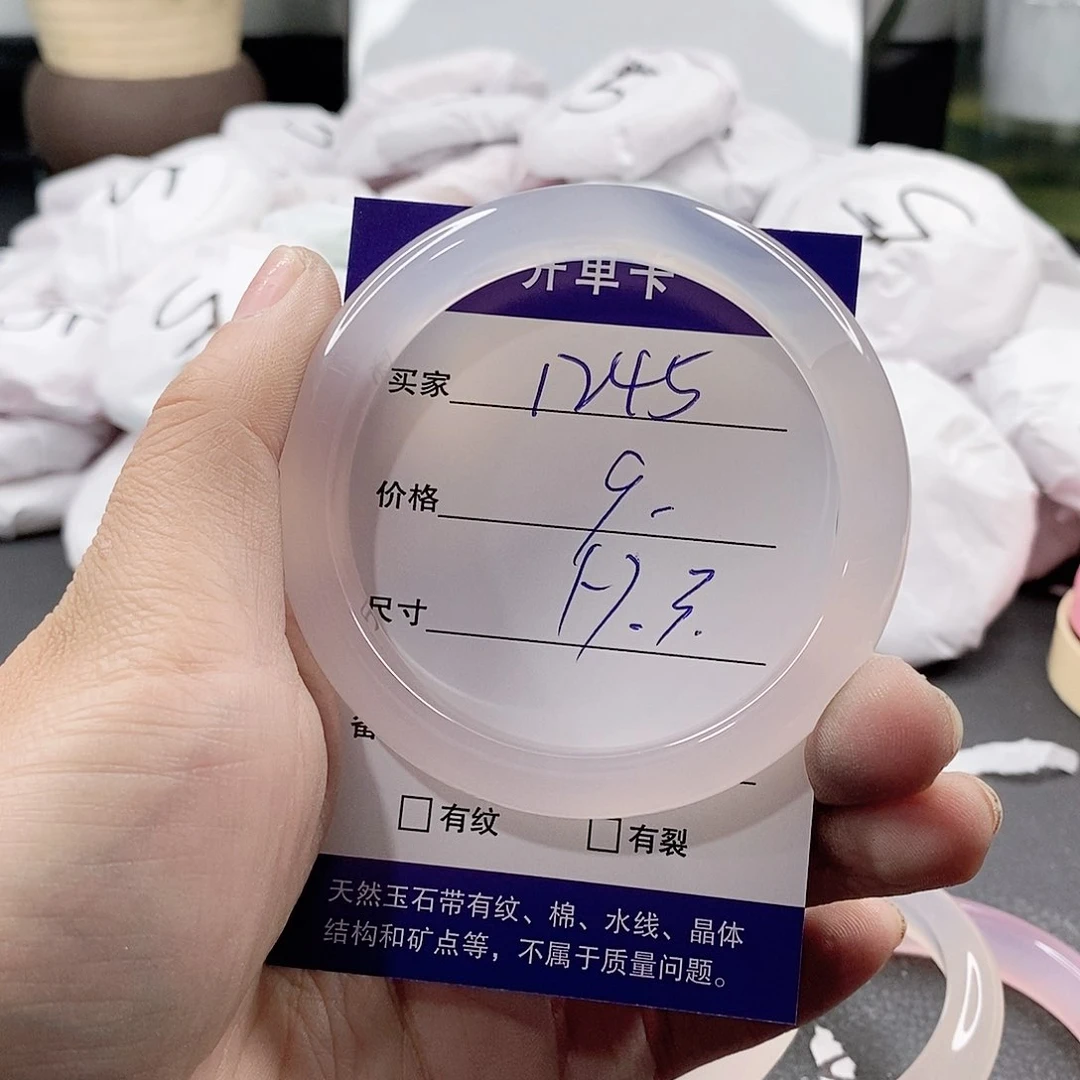 开单卡
买家 1245
价格 9.-
尺寸
备
□有纹 □有裂
天然玉石带有纹、棉、水线、晶体
结构和矿点等，不属于质量问题。